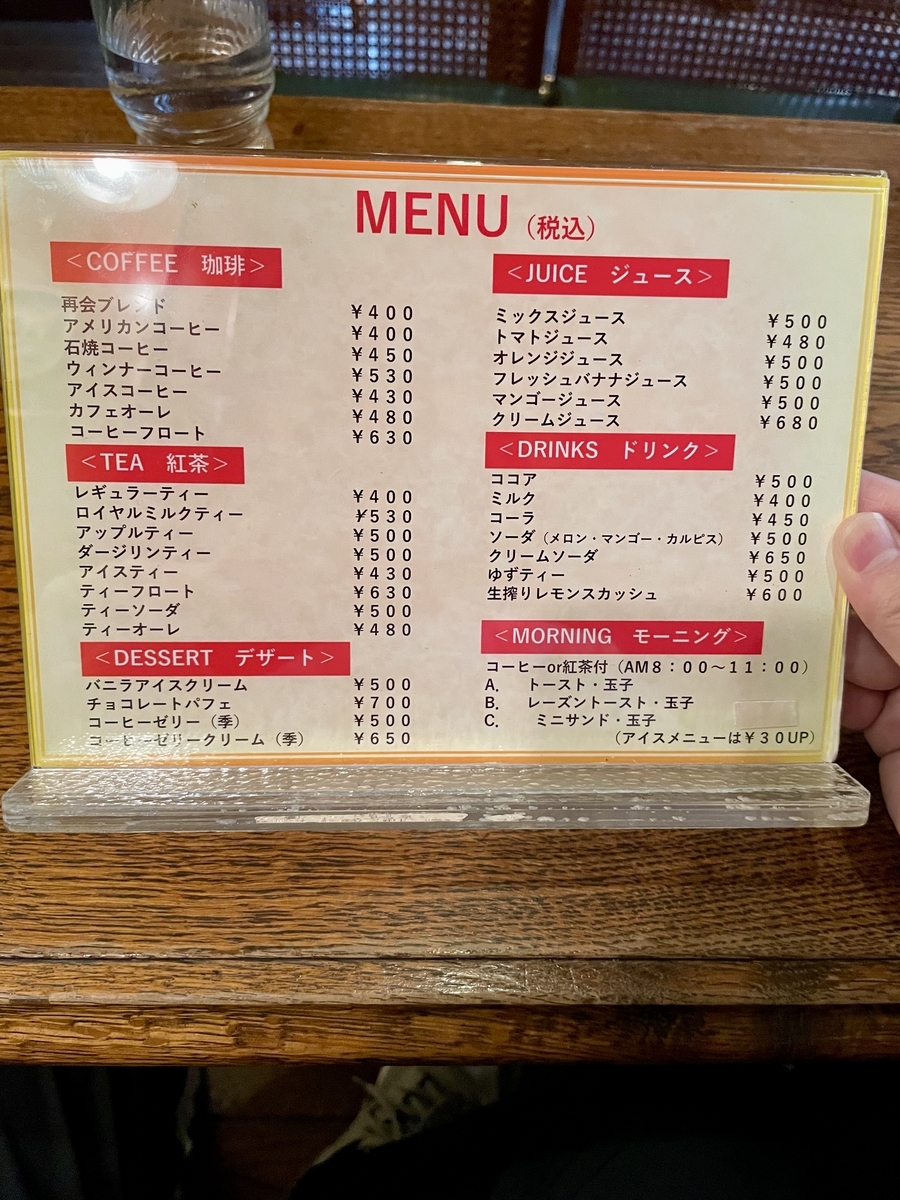 MENU（税込）
＜COFFEE　珈琲＞
再会ブレンド ￥４００
アメリカンコーヒー ￥４００
石焼コーヒー ￥４５０
ウィンナーコーヒー ￥５３０
アイスコーヒー ￥４３０
カフェオーレ ￥４８０
コーヒーフロート ￥６３０
＜TEA　紅茶＞
レギュラーティー ￥４００
ロイヤルミルクティー ￥５３０
アップルティー ￥５００
ダージリンティー ￥５００
アイスティー ￥４３０
ティーフロート ￥６３０
ティーソーダ ￥５００
ティーオーレ ￥４８０
＜DESSERT　デザート＞
バニラアイスクリーム ￥５００
チョコレートパフェ ￥７００
コーヒーゼリー（季） ￥５００
コーヒーゼリークリーム（季） ￥６５０
＜JUICE　ジュース＞
ミックスジュース ￥５００
トマトジュース ￥４８０
オレンジジュース ￥５００
フレッシュバナナジュース ￥５００
マンゴージュース ￥５００
クリームジュース ￥６８０
＜DRINKS　ドリンク＞
ココア ￥５００
ミルク ￥４００
コーラ ￥４５０
ソーダ（メロン・マンゴー・カルピス） ￥５００
クリームソーダ ￥６５０
ゆずティー ￥５００
生搾りレモンスカッシュ ￥６００
＜MORNING　モーニング＞
コーヒーor紅茶付（AM８：００～１１：００）
A.　トースト・玉子
B.　レーズントースト・玉子
C.　ミニサンド・玉子
（アイスメニューは￥３０UP）